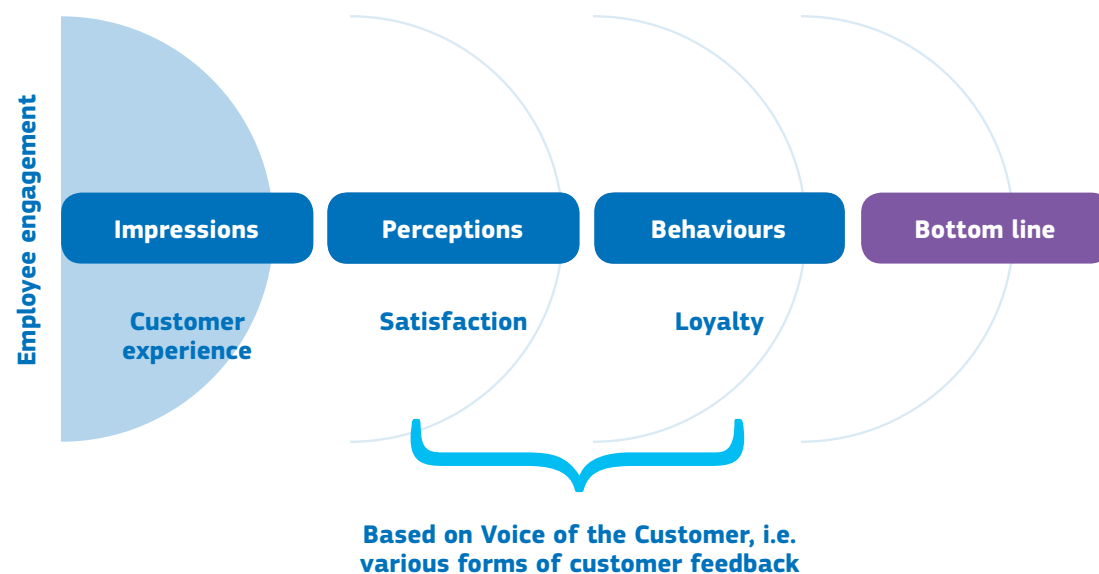 Employee engagement
Impressions
Perceptions
Behaviours
Bottom line
Customer
experience
Satisfaction
Loyalty
Based on Voice of the Customer, i.e.
various forms of customer feedback